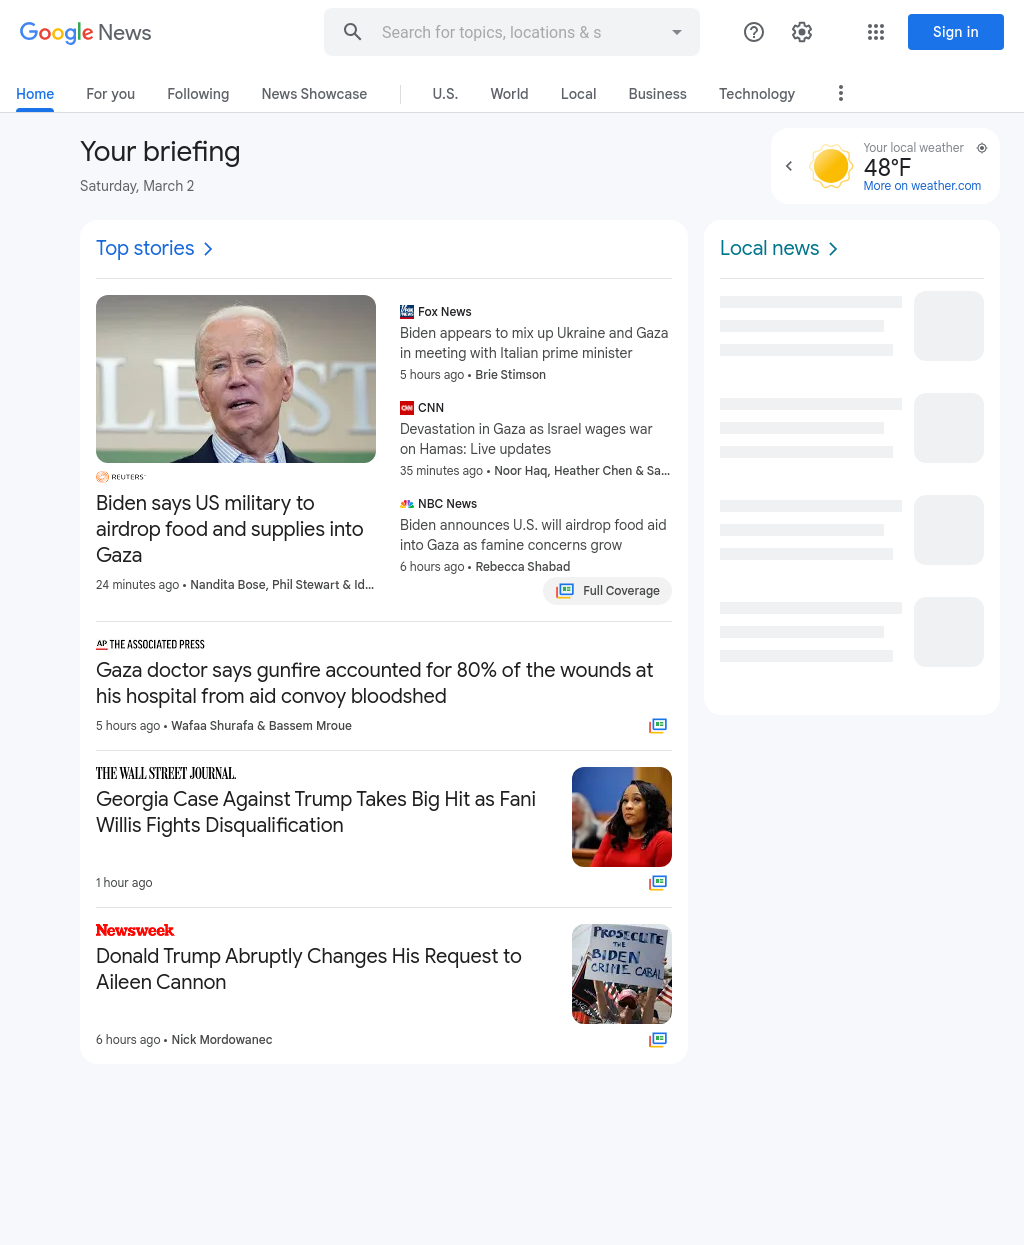 Google News
Search for topics, locations & s
Sign in
Home
For you
Following
News Showcase
U.S.
World
Local
Business
Technology
Your briefing
Saturday, March 2
Your local weather
48°F
More on weather.com
Top stories
REUTERS
Biden says US military to
airdrop food and supplies into
Gaza
24 minutes ago • Nandita Bose, Phil Stewart & Id...
Fox News
Biden appears to mix up Ukraine and Gaza
in meeting with Italian prime minister
5 hours ago • Brie Stimson
CNN
Devastation in Gaza as Israel wages war
on Hamas: Live updates
35 minutes ago • Noor Haq, Heather Chen & Sa...
NBC News
Biden announces U.S. will airdrop food aid
into Gaza as famine concerns grow
6 hours ago • Rebecca Shabad
Full Coverage
AP THE ASSOCIATED PRESS
Gaza doctor says gunfire accounted for 80% of the wounds at
his hospital from aid convoy bloodshed
5 hours ago • Wafaa Shurafa & Bassem Mroue
THE WALL STREET JOURNAL.
Georgia Case Against Trump Takes Big Hit as Fani
Willis Fights Disqualification
1 hour ago
Newsweek
Donald Trump Abruptly Changes His Request to
Aileen Cannon
6 hours ago • Nick Mordowanec
PROSECUTE
THE
BIDEN
CRIME CABAL
Local news